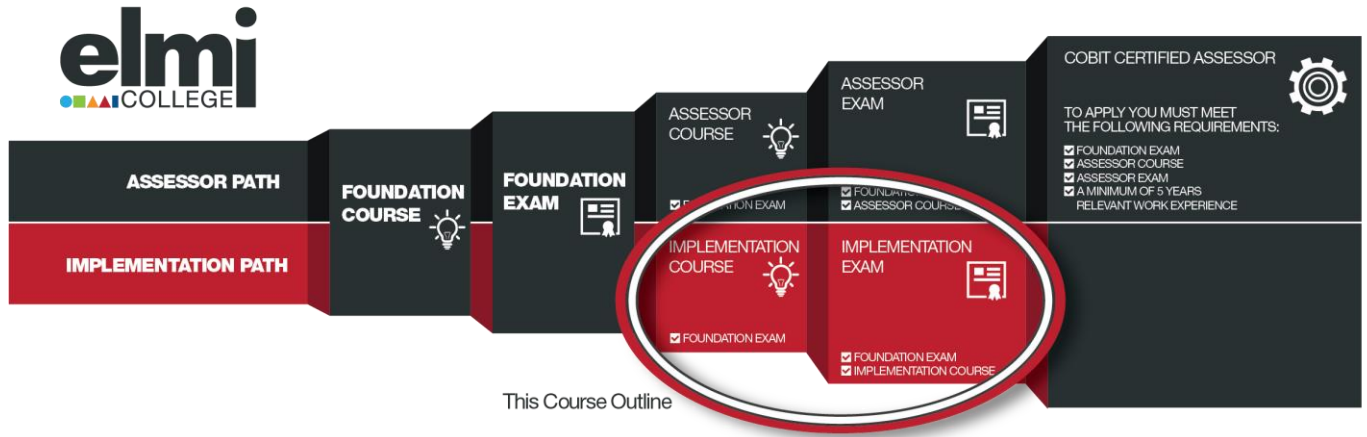 elmi
COLLEGE
ASSESSOR PATH
IMPLEMENTATION PATH
FOUNDATION
COURSE
FOUNDATION
EXAM
ASSESSOR
COURSE
EXAM
ASSESSOR
EXAM
ASSESSOR COURSE
IMPLEMENTATION
COURSE
FOUNDATION EXAM
IMPLEMENTATION
EXAM
FOUNDATION EXAM
IMPLEMENTATION COURSE
COBIT CERTIFIED ASSESSOR
TO APPLY YOU MUST MEET
THE FOLLOWING REQUIREMENTS:
FOUNDATION EXAM
ASSESSOR COURSE
ASSESSOR EXAM
A MINIMUM OF 5 YEARS
RELEVANT WORK EXPERIENCE
This Course Outline